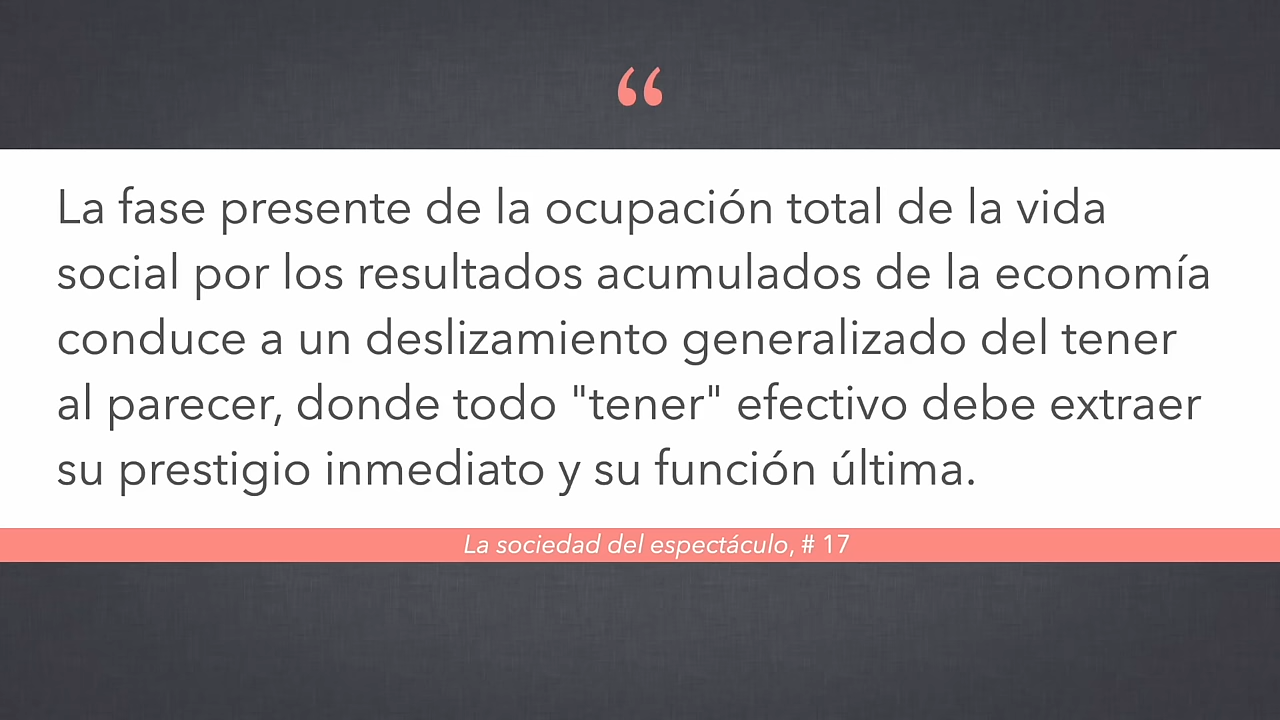 “
La fase presente de la ocupación total de la vida
social por los resultados acumulados de la economía
conduce a un deslizamiento generalizado del tener
al parecer, donde todo "tener" efectivo debe extraer
su prestigio inmediato y su función última.
La sociedad del espectáculo, # 17